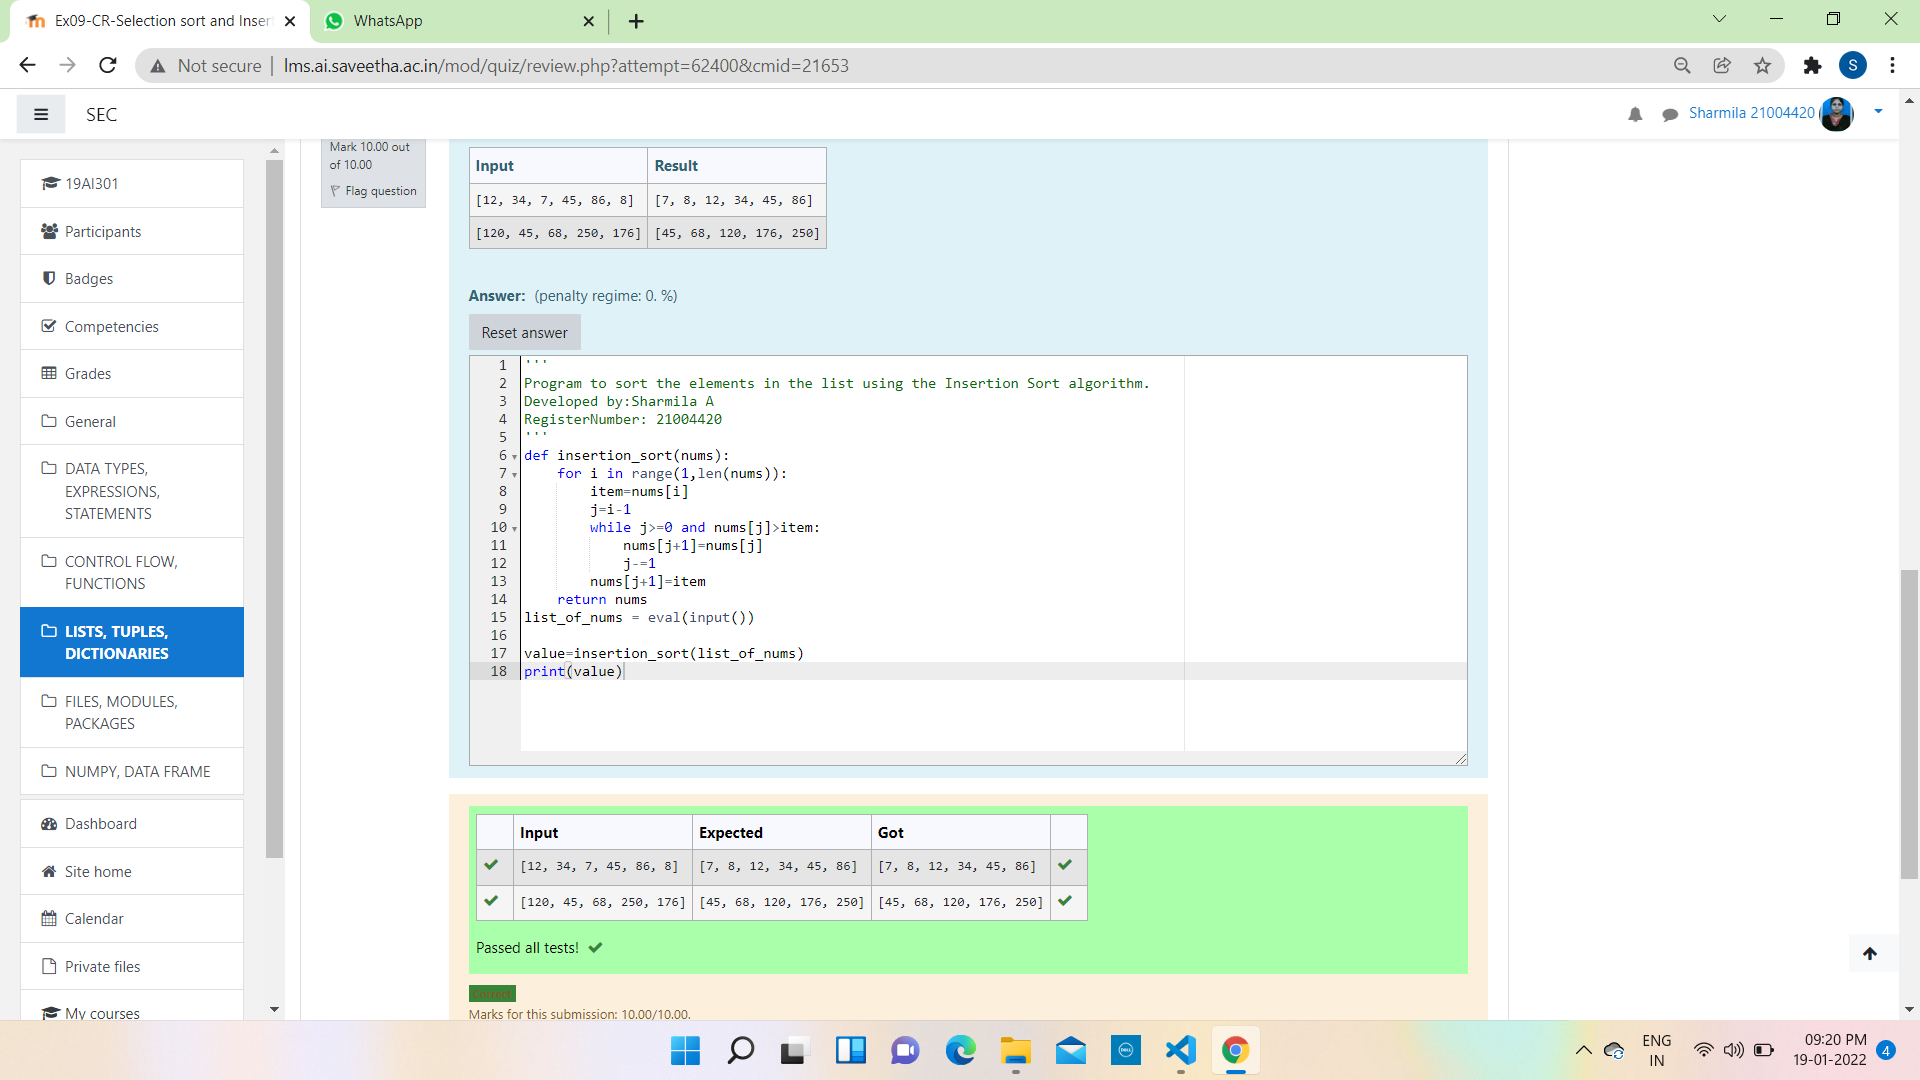 Ex09-CR-Selection sort and Inser
WhatsApp
Not secure
lms.ai.saveetha.ac.in/mod/quiz/review.php?attempt=62400&cmid=21653
S
SEC
Sharmila 21004420
19AI301
Participants
Badges
Competencies
Grades
General
DATA TYPES,
EXPRESSIONS,
STATEMENTS
CONTROL FLOW,
FUNCTIONS
LISTS, TUPLES,
DICTIONARIES
FILES, MODULES,
PACKAGES
NUMPY, DATA FRAME
Dashboard
Site home
Calendar
Private files
My courses
Mark 10.00 out
of 10.00
Flag question
Input Result
[12, 34, 7, 45, 86, 8] [7, 8, 12, 34, 45, 86]
[120, 45, 68, 250, 176] [45, 68, 120, 176, 250]
Answer: (penalty regime: 0. %)
Reset answer
1 '''
2 Program to sort the elements in the list using the Insertion Sort algorithm.
3 Developed by:Sharmila A
4 RegisterNumber: 21004420
5 '''
6 def insertion_sort(nums):
7     for i in range(1,len(nums)):
8         item=nums[i]
9         j=i-1
10         while j>=0 and nums[j]>item:
11             nums[j+1]=nums[j]
12             j-=1
13         nums[j+1]=item
14     return nums
15 list_of_nums = eval(input())
16
17 value=insertion_sort(list_of_nums)
18 print(value)
Input Expected Got
[12, 34, 7, 45, 86, 8] [7, 8, 12, 34, 45, 86] [7, 8, 12, 34, 45, 86]
[120, 45, 68, 250, 176] [45, 68, 120, 176, 250] [45, 68, 120, 176, 250]
Passed all tests!
Correct
Marks for this submission: 10.00/10.00.
DELL
ENG
IN
09:20 PM
19-01-2022
4